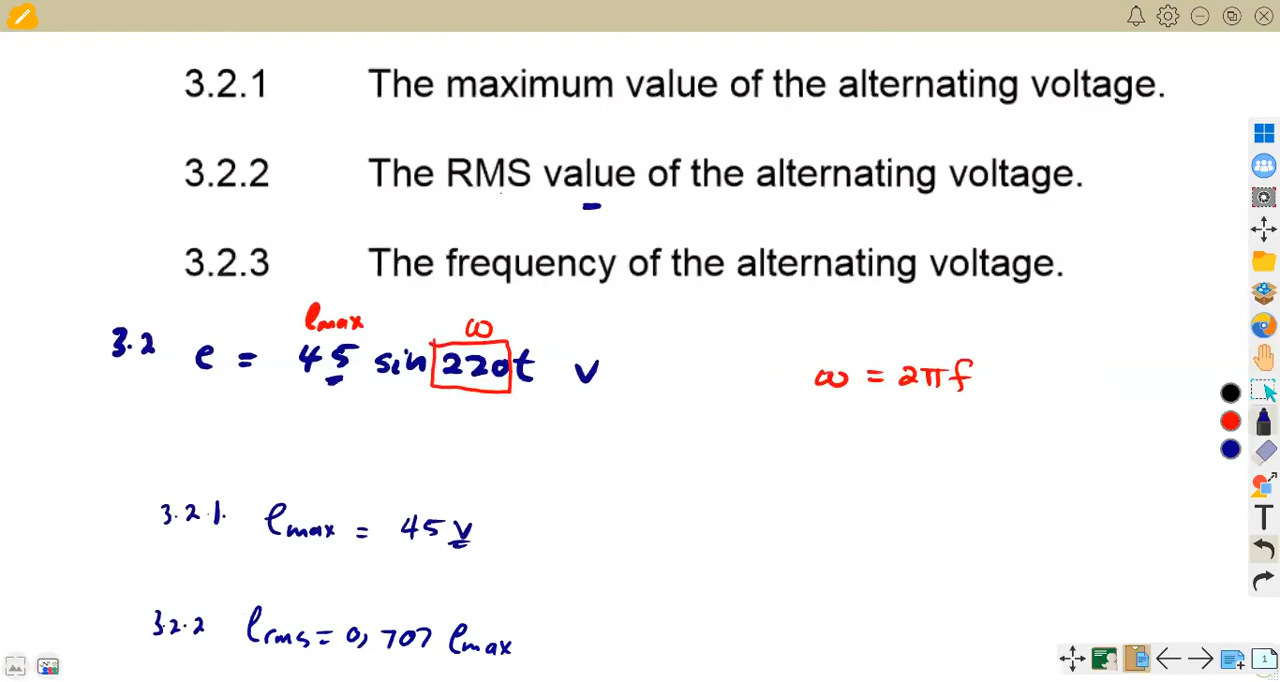 3.2.1 The maximum value of the alternating voltage.
3.2.2 The RMS value of the alternating voltage.
3.2.3 The frequency of the alternating voltage.
emax ω
3.2 e = 45 sin 220t v ω = 2πf
3.2.1. emax = 45 v
3.2.2 erms = 0,707 emax
T
1